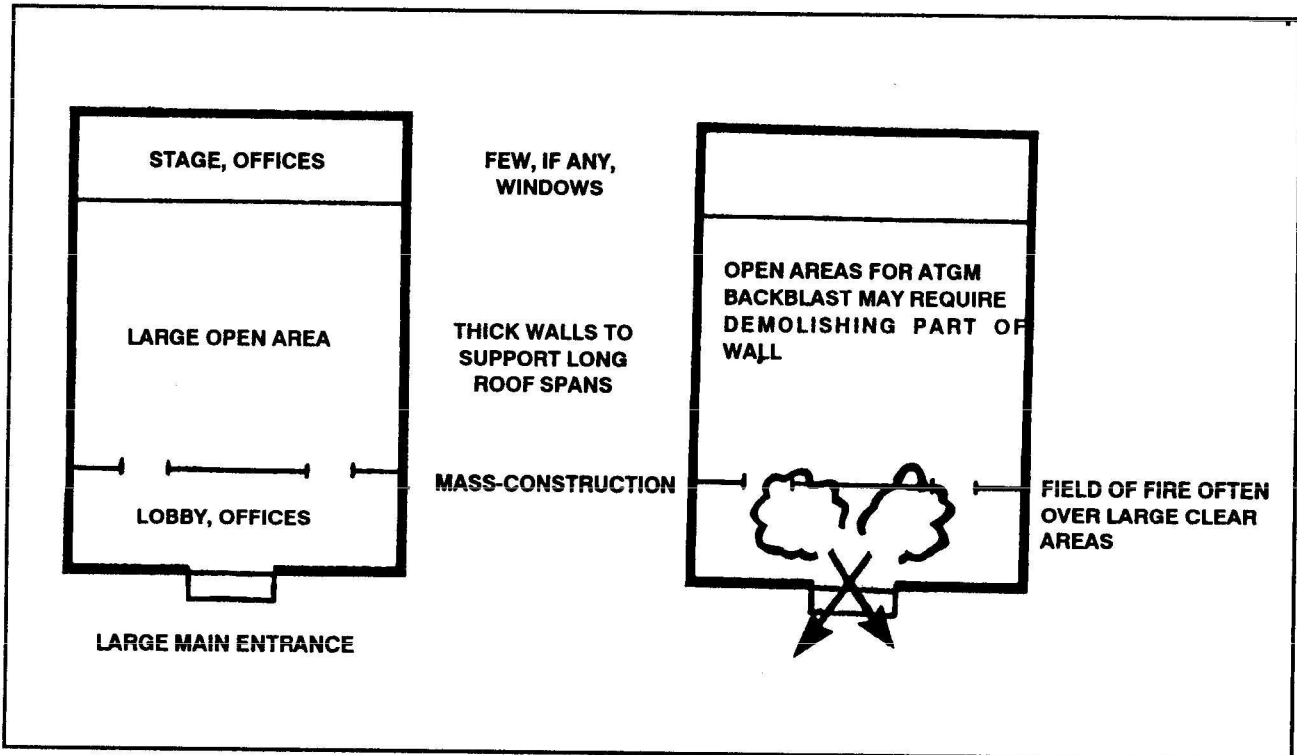 STAGE, OFFICES
LARGE OPEN AREA
LOBBY, OFFICES
LARGE MAIN ENTRANCE
FEW, IF ANY,
WINDOWS
THICK WALLS TO
SUPPORT LONG
ROOF SPANS
MASS-CONSTRUCTION
OPEN AREAS FOR ATGM
BACKBLAST MAY REQUIRE
DEMOLISHING PART OF
WALL
FIELD OF FIRE OFTEN
OVER LARGE CLEAR
AREAS